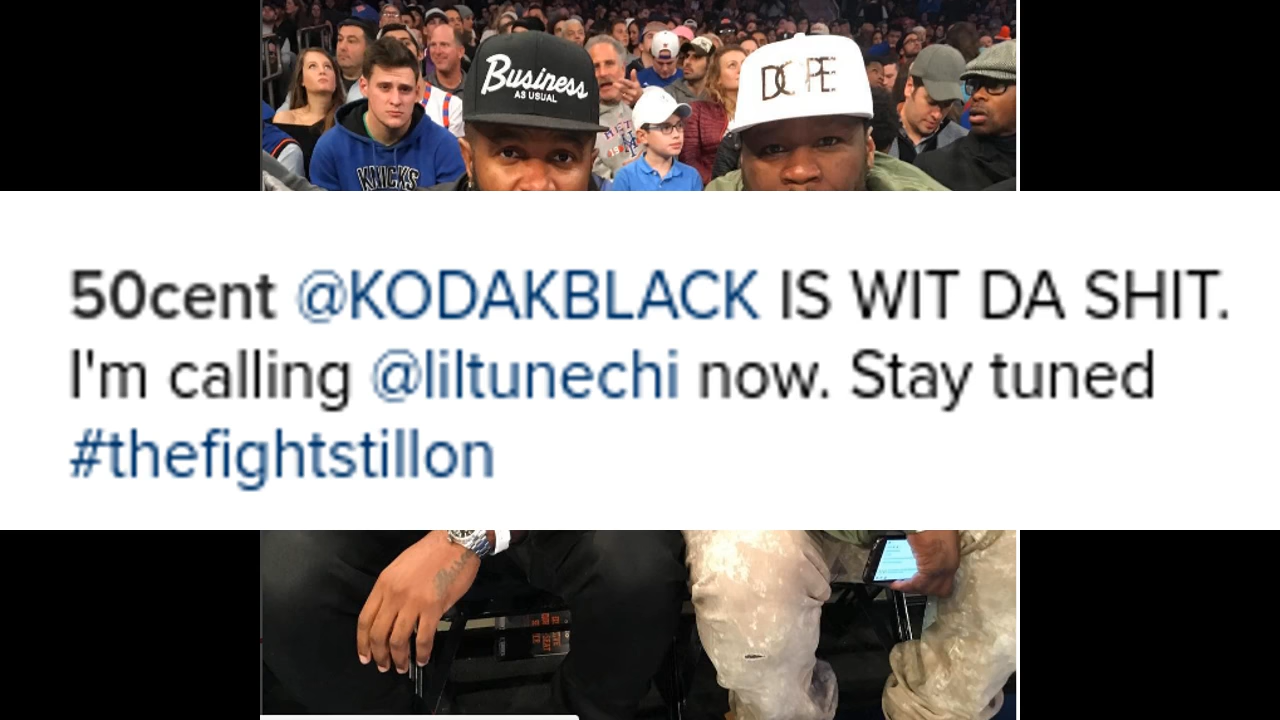 Business
AS USUAL
DOPE
KNICKS
50cent @KODAKBLACK IS WIT DA SHIT.
I'm calling @liltunechi now. Stay tuned
#thefightstillon